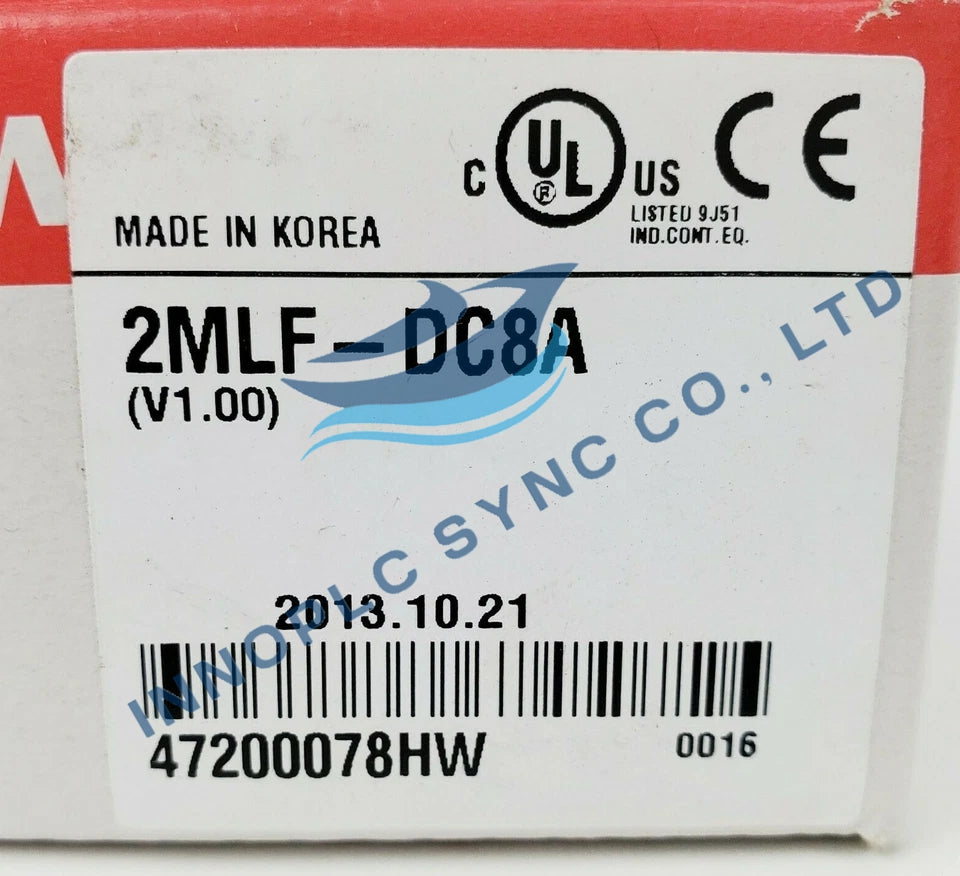 C UL US CE
®
LISTED 9J51
IND.CONT.EQ.
MADE IN KOREA
2MLF-DC8A
(V1.00)
INNOPLC SYNC CO., LTD
2013.10.21
47200078HW
0016